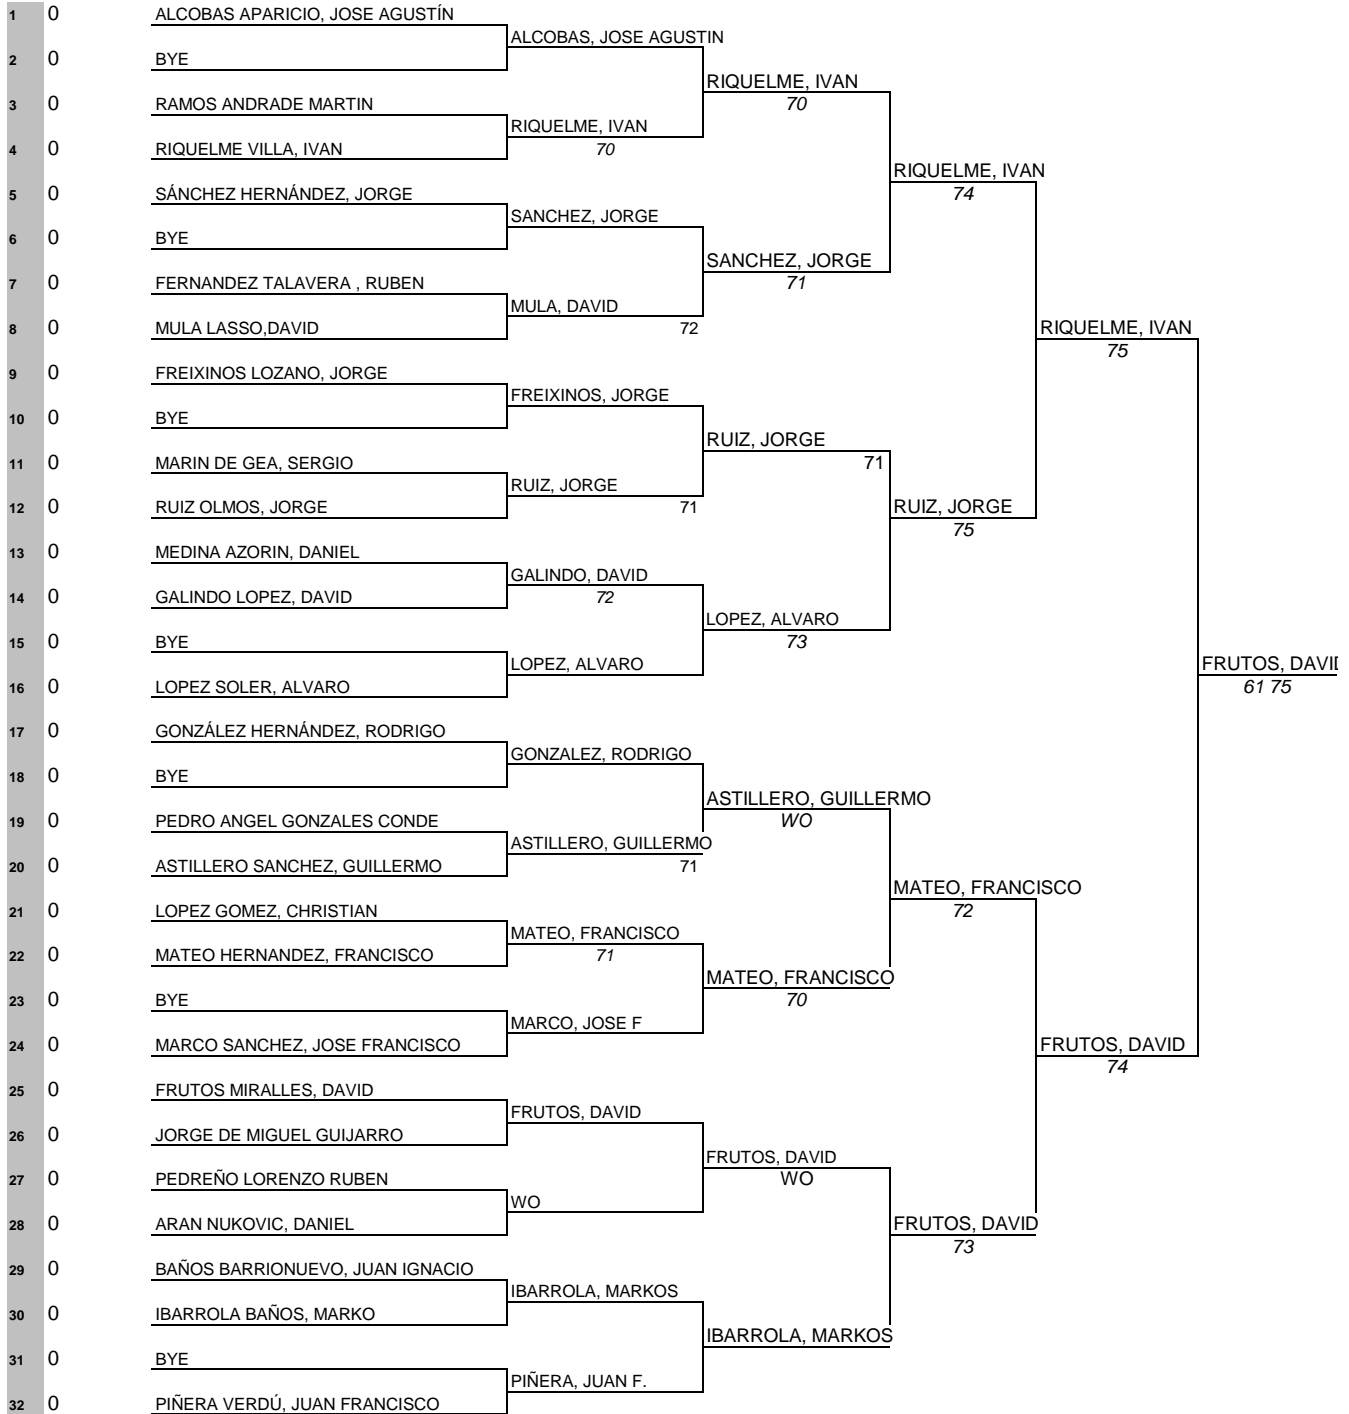 1 0 ALCOBAS APARICIO, JOSE AGUSTÍN
ALCOBAS, JOSE AGUSTIN
2 0 BYE
RIQUELME, IVAN
70
3 0 RAMOS ANDRADE MARTIN
RIQUELME, IVAN
70
4 0 RIQUELME VILLA, IVAN
RIQUELME, IVAN
74
5 0 SÁNCHEZ HERNÁNDEZ, JORGE
SANCHEZ, JORGE
6 0 BYE
SANCHEZ, JORGE
71
7 0 FERNANDEZ TALAVERA , RUBEN
MULA, DAVID
72
8 0 MULA LASSO,DAVID
RIQUELME, IVAN
75
9 0 FREIXINOS LOZANO, JORGE
FREIXINOS, JORGE
10 0 BYE
RUIZ, JORGE
71
11 0 MARIN DE GEA, SERGIO
RUIZ, JORGE
71
12 0 RUIZ OLMOS, JORGE
RUIZ, JORGE
75
13 0 MEDINA AZORIN, DANIEL
GALINDO, DAVID
72
14 0 GALINDO LOPEZ, DAVID
LOPEZ, ALVARO
73
15 0 BYE
LOPEZ, ALVARO
16 0 LOPEZ SOLER, ALVARO
FRUTOS, DAVID
61 75
17 0 GONZÁLEZ HERNÁNDEZ, RODRIGO
GONZALEZ, RODRIGO
18 0 BYE
ASTILLERO, GUILLERMO
WO
19 0 PEDRO ANGEL GONZALES CONDE
ASTILLERO, GUILLERMO
71
20 0 ASTILLERO SANCHEZ, GUILLERMO
MATEO, FRANCISCO
72
21 0 LOPEZ GOMEZ, CHRISTIAN
MATEO, FRANCISCO
71
22 0 MATEO HERNANDEZ, FRANCISCO
MATEO, FRANCISCO
70
23 0 BYE
MARCO, JOSE F
24 0 MARCO SANCHEZ, JOSE FRANCISCO
FRUTOS, DAVID
74
25 0 FRUTOS MIRALLES, DAVID
FRUTOS, DAVID
26 0 JORGE DE MIGUEL GUIJARRO
FRUTOS, DAVID
WO
27 0 PEDREÑO LORENZO RUBEN
WO
28 0 ARAN NUKOVIC, DANIEL
FRUTOS, DAVID
73
29 0 BAÑOS BARRIONUEVO, JUAN IGNACIO
IBARROLA, MARKOS
30 0 IBARROLA BAÑOS, MARKO
IBARROLA, MARKOS
31 0 BYE
PIÑERA, JUAN F.
32 0 PIÑERA VERDÚ, JUAN FRANCISCO